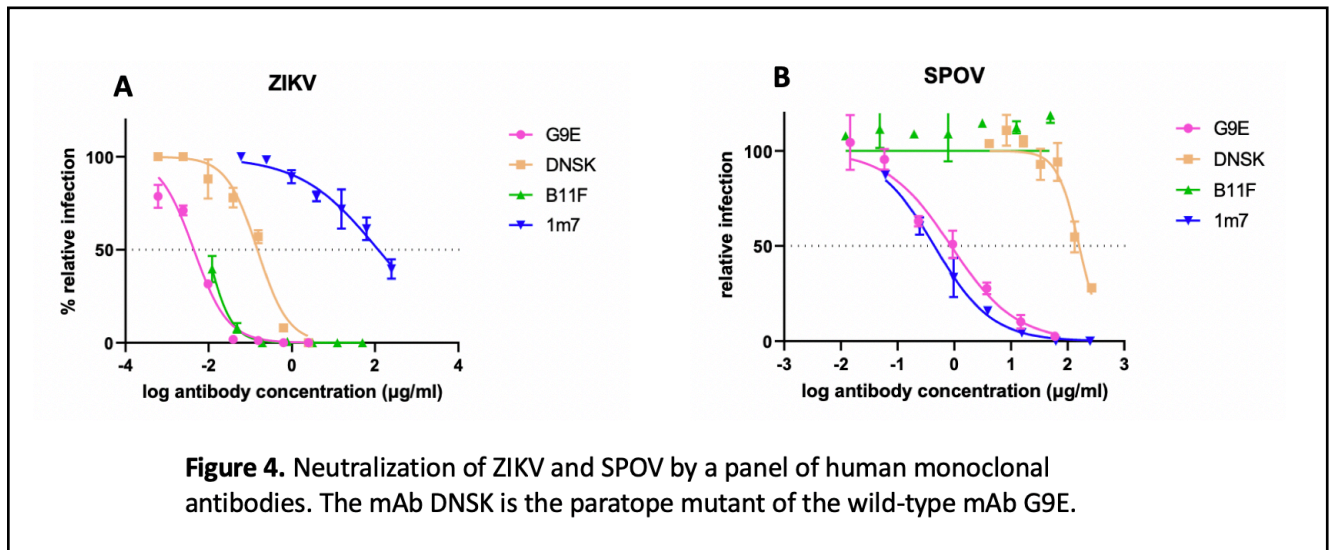 A
ZIKV
% relative infection
100
50
0
-4
-2
0
2
4
log antibody concentration (µg/ml)
G9E
DNSK
B11F
1m7
B
SPOV
relative infection
100
50
0
-3
-2
-1
0
1
2
3
log antibody concentration (µg/ml)
G9E
DNSK
B11F
1m7
Figure 4. Neutralization of ZIKV and SPOV by a panel of human monoclonal
antibodies. The mAb DNSK is the paratope mutant of the wild-type mAb G9E.